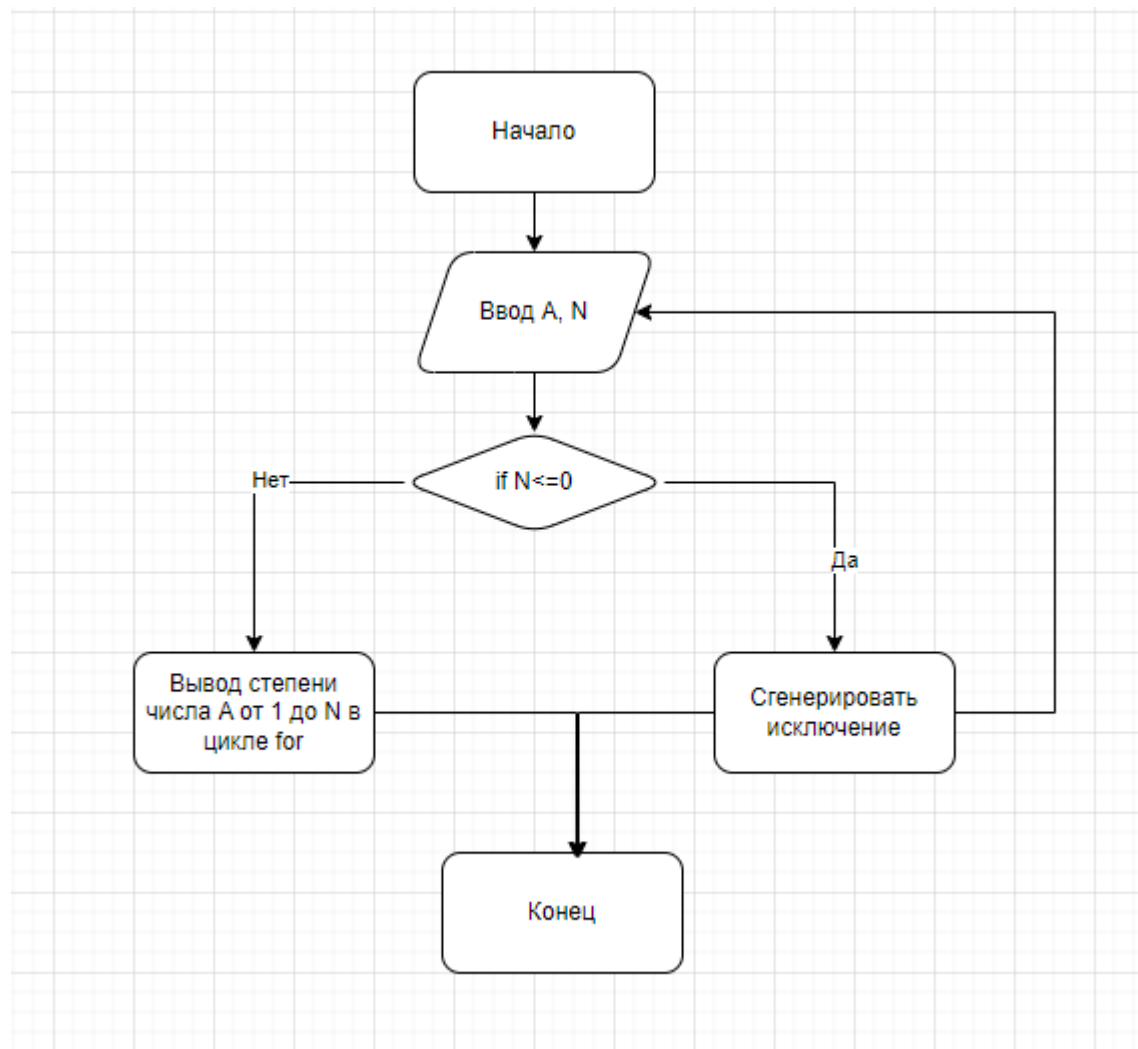 Начало
Ввод A, N
if N<=0
Нет
Да
Вывод степени
числа A от 1 до N в
цикле for
Сгенерировать
исключение
Конец